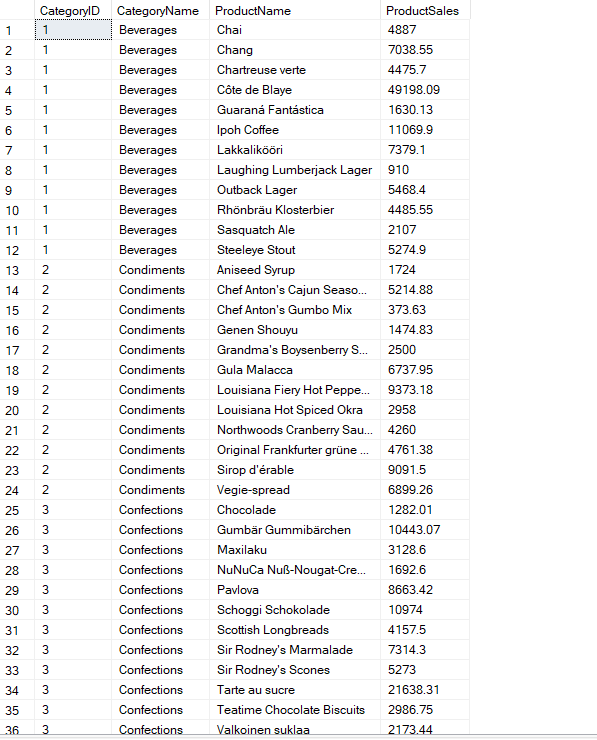 CategoryID CategoryName ProductName ProductSales
1 1 Beverages Chai 4887
2 1 Beverages Chang 7038.55
3 1 Beverages Chartreuse verte 4475.7
4 1 Beverages Côte de Blaye 49198.09
5 1 Beverages Guaraná Fantástica 1630.13
6 1 Beverages Ipoh Coffee 11069.9
7 1 Beverages Lakkalikööri 7379.1
8 1 Beverages Laughing Lumberjack Lager 910
9 1 Beverages Outback Lager 5468.4
10 1 Beverages Rhönbräu Klosterbier 4485.55
11 1 Beverages Sasquatch Ale 2107
12 1 Beverages Steeleye Stout 5274.9
13 2 Condiments Aniseed Syrup 1724
14 2 Condiments Chef Anton's Cajun Seaso... 5214.88
15 2 Condiments Chef Anton's Gumbo Mix 373.63
16 2 Condiments Genen Shouyu 1474.83
17 2 Condiments Grandma's Boysenberry S... 2500
18 2 Condiments Gula Malacca 6737.95
19 2 Condiments Louisiana Fiery Hot Peppe... 9373.18
20 2 Condiments Louisiana Hot Spiced Okra 2958
21 2 Condiments Northwoods Cranberry Sau... 4260
22 2 Condiments Original Frankfurter grüne ... 4761.38
23 2 Condiments Sirop d'érable 9091.5
24 2 Condiments Vegie-spread 6899.26
25 3 Confections Chocolade 1282.01
26 3 Confections Gumbär Gummibärchen 10443.07
27 3 Confections Maxilaku 3128.6
28 3 Confections NuNuCa Nuß-Nougat-Cre... 1692.6
29 3 Confections Pavlova 8663.42
30 3 Confections Schoggi Schokolade 10974
31 3 Confections Scottish Longbreads 4157.5
32 3 Confections Sir Rodney's Marmalade 7314.3
33 3 Confections Sir Rodney's Scones 5273
34 3 Confections Tarte au sucre 21638.31
35 3 Confections Teatime Chocolate Biscuits 2986.75
36 3 Confections Valkoinen suklaa 2173.44